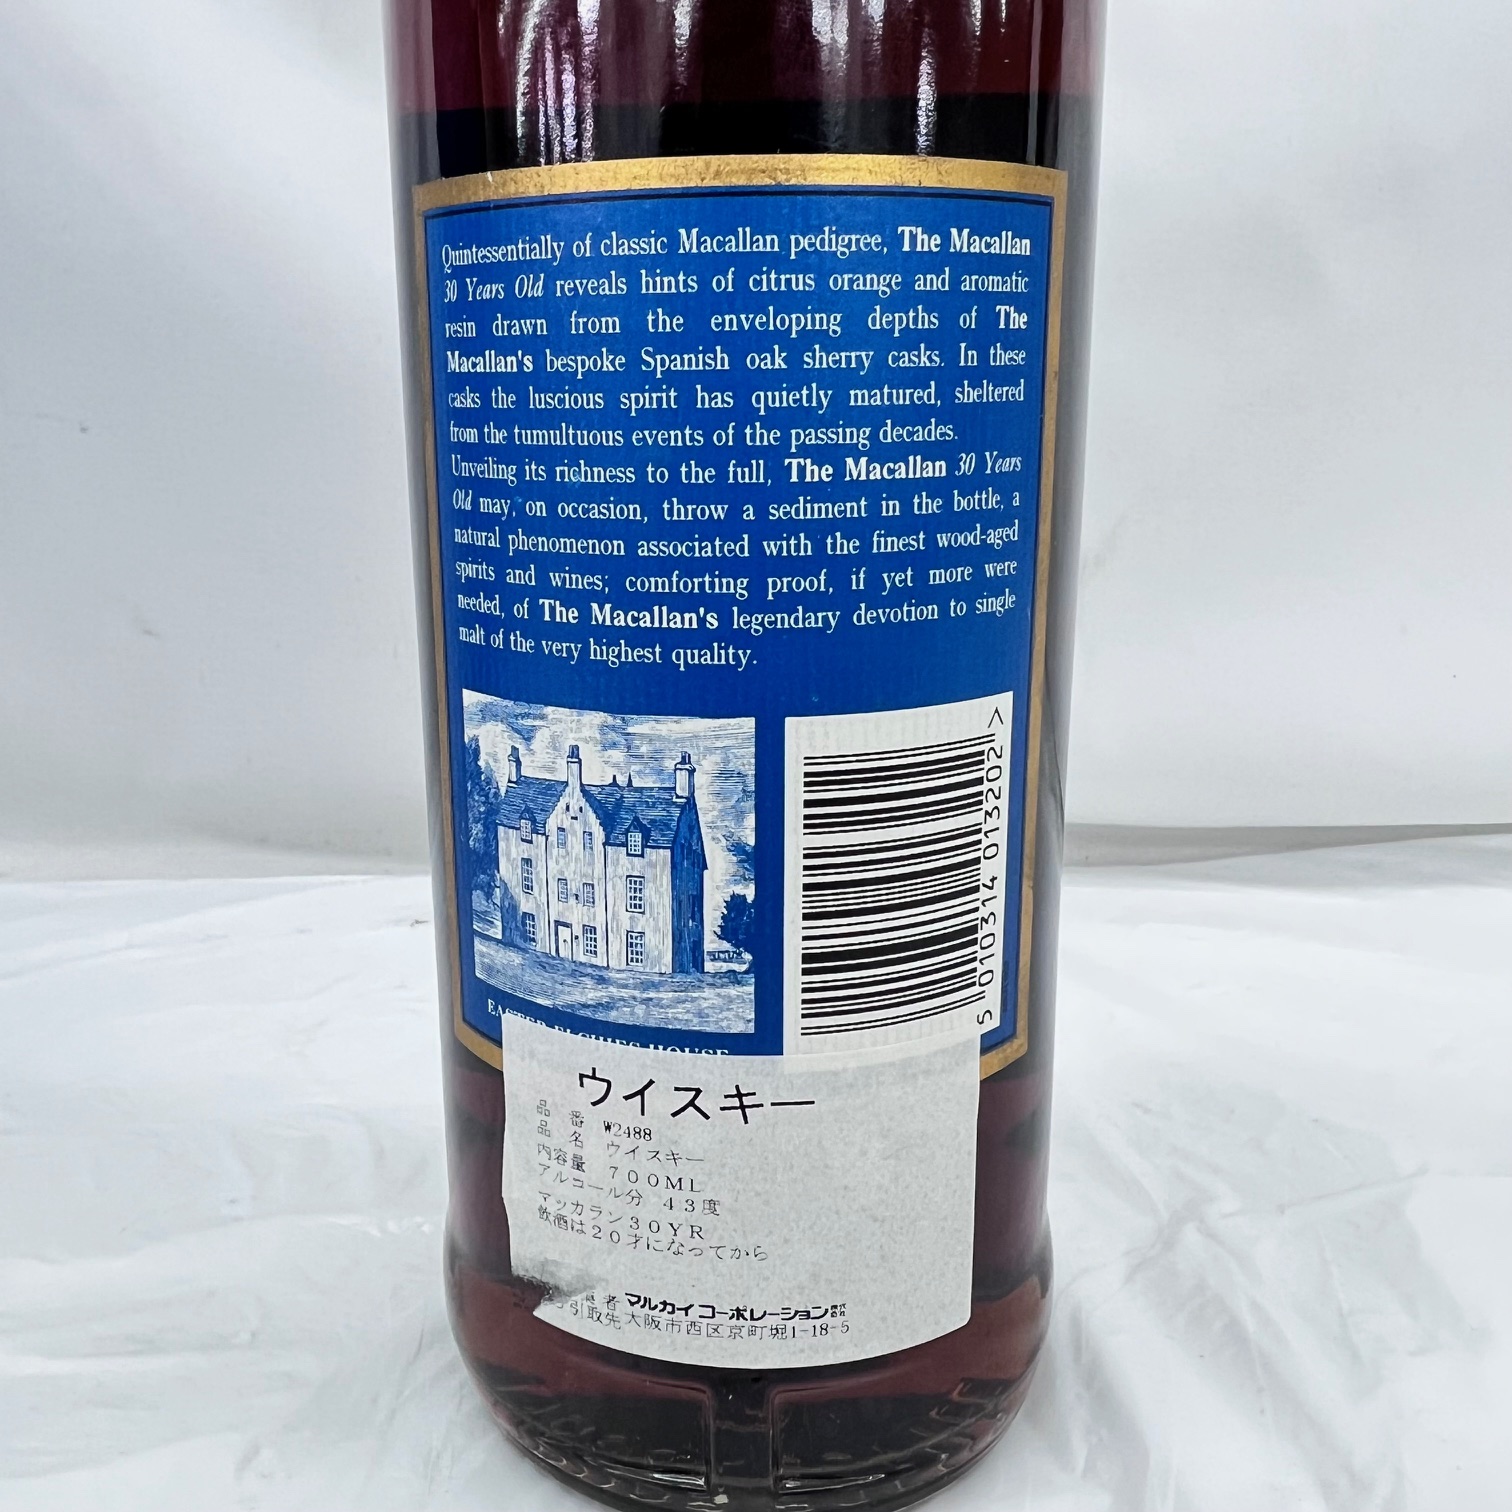 Quintessentially of classic Macallan pedigree, The Macallan
30 Years Old reveals hints of citrus orange and aromatic
resin drawn from the enveloping depths of The
Macallan's bespoke Spanish oak sherry casks. In these
casks the luscious spirit has quietly matured, sheltered
from the tumultuous events of the passing decades.
Unveiling its richness to the full, The Macallan 30 Years
Old may, on occasion, throw a sediment in the bottle, a
natural phenomenon associated with the finest wood-aged
spirits and wines; comforting proof, if yet more were
needed, of The Macallan's legendary devotion to single
malt of the very highest quality.
EASTER ELCHIES HOUSE
5 010314 013202 >
ウイスキー
品 番 W2488
品 名 ウイスキー
内容量 700ML
アルコール分 43度
マッカラン30YR
飲酒は20才になってから
者 マルカイコーポレーション株式会社
引取先 大阪市西区京町堀1-18-5